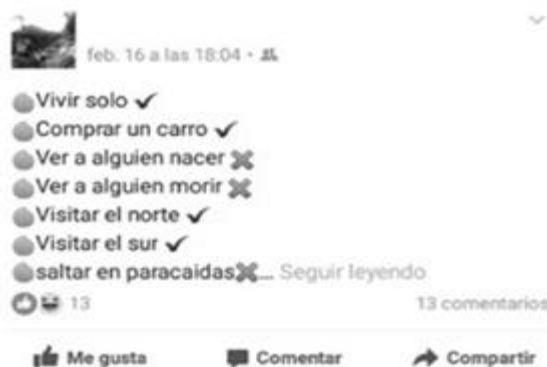 feb. 16 a las 18:04 ·
Vivir solo ✔
Comprar un carro ✔
Ver a alguien nacer ✖
Ver a alguien morir ✖
Visitar el norte ✔
Visitar el sur ✔
saltar en paracaidas✖... Seguir leyendo
13 13 comentarios
Me gusta Comentar Compartir